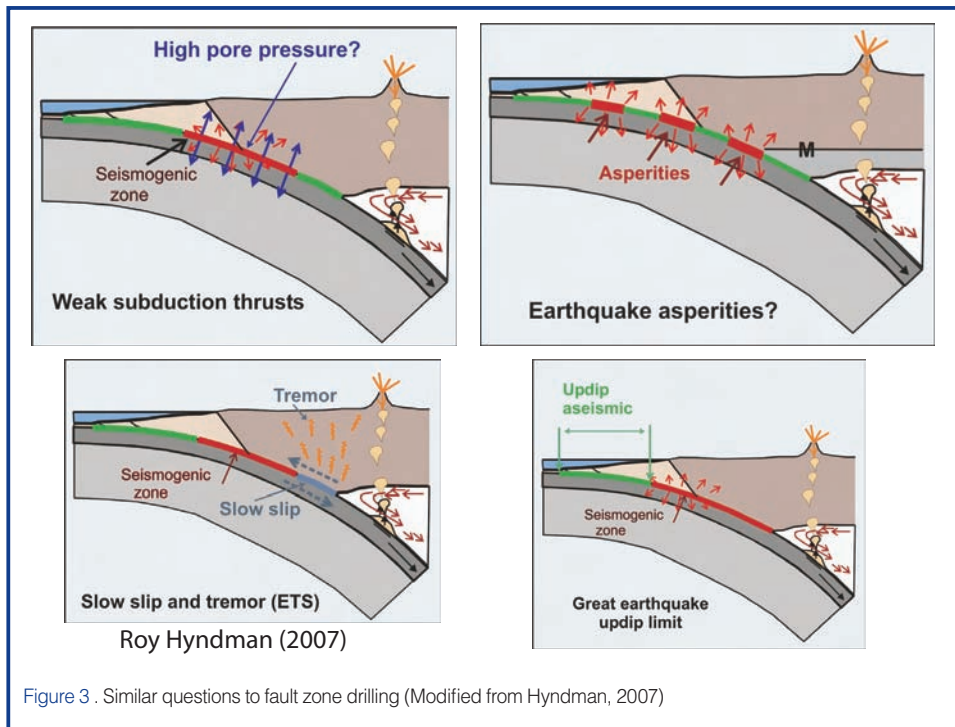 High pore pressure?
Seismogenic
zone
Weak subduction thrusts
M
Asperities
Earthquake asperities?
Tremor
Seismogenic
zone
Slow slip
Slow slip and tremor (ETS)
Roy Hyndman (2007)
Updip
aseismic
Seismogenic
zone
Great earthquake
updip limit
Figure 3 . Similar questions to fault zone drilling (Modified from Hyndman, 2007)